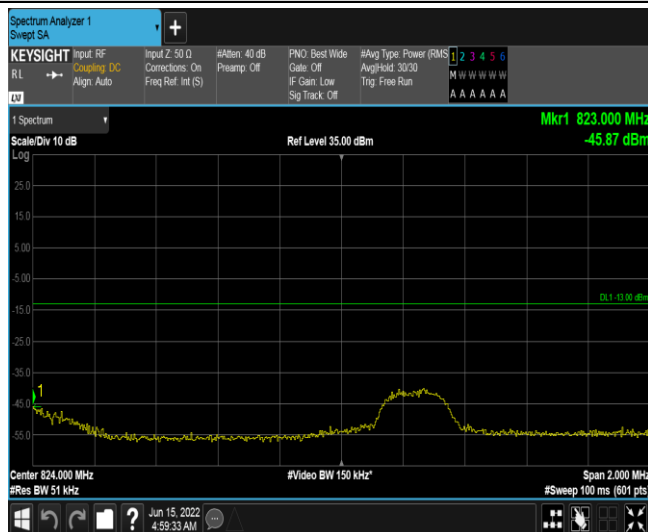 Spectrum Analyzer 1
Swept SA
+
KEYSIGHT Input: RF Input Z: 50 Ω #Atten: 40 dB PNO: Best Wide #Avg Type: Power (RMS 1 2 3 4 5 6
RL Coupling: DC Corrections: On Preamp: Off Gate: Off Avg|Hold: 30/30 M W W W W W
Align: Auto Freq Ref: Int (S) IF Gain: Low Trig: Free Run
LXI Sig Track: Off A A A A A A
1 Spectrum Mkr1 823.000 MHz
Scale/Div 10 dB Ref Level 35.00 dBm -45.87 dBm
Log
25.0
15.0
5.00
-5.00
DL1 -13.00 dBm
-15.0
-25.0
-35.0
1
-45.0
-55.0
Center 824.000 MHz #Video BW 150 kHz* Span 2.000 MHz
#Res BW 51 kHz #Sweep 100 ms (601 pts)
? Jun 15, 2022
4:59:33 AM